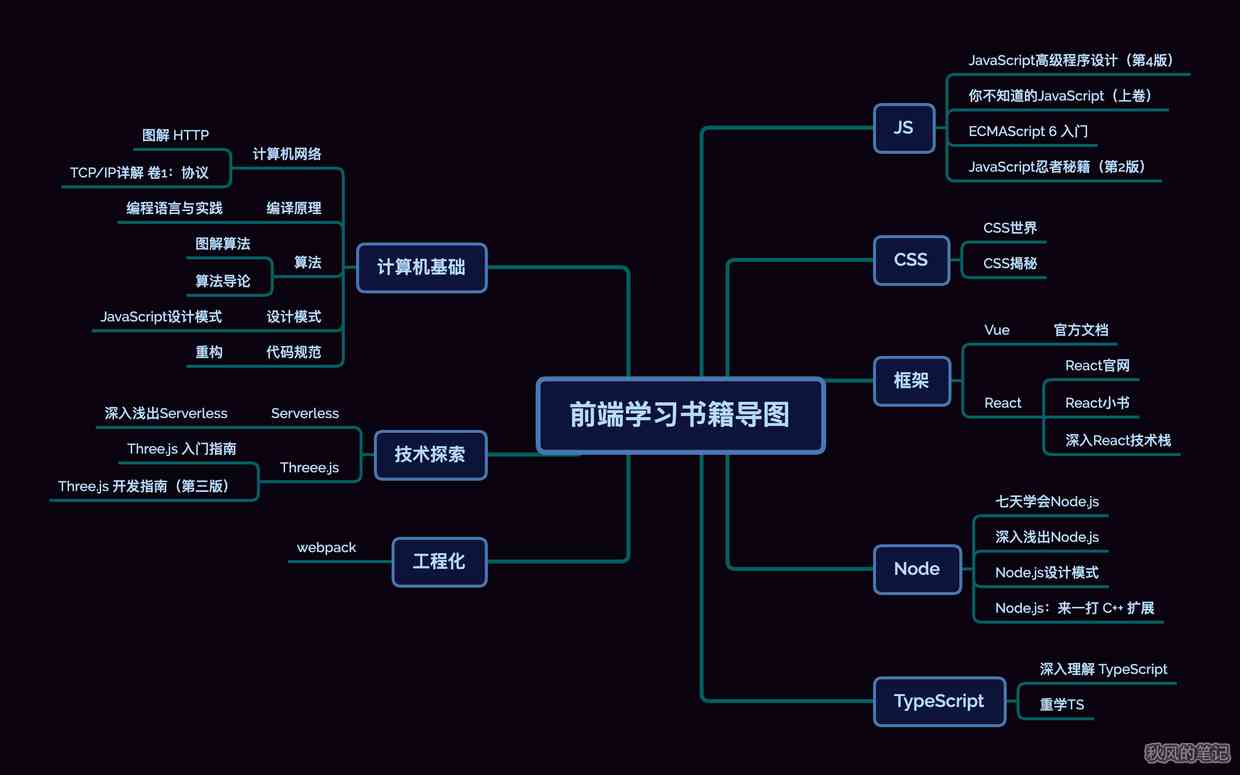 前端学习书籍导图
JS
JavaScript高级程序设计（第4版）
你不知道的JavaScript（上卷）
ECMAScript 6 入门
JavaScript忍者秘籍（第2版）
CSS
CSS世界
CSS揭秘
框架
Vue
官方文档
React
React官网
React小书
深入React技术栈
Node
七天学会Node.js
深入浅出Node.js
Node.js设计模式
Node.js：来一打 C++ 扩展
TypeScript
深入理解 TypeScript
重学TS
计算机基础
计算机网络
图解 HTTP
TCP/IP详解 卷1：协议
编译原理
编程语言与实践
算法
图解算法
算法导论
设计模式
JavaScript设计模式
代码规范
重构
技术探索
Serverless
深入浅出Serverless
Threee.js
Three.js 入门指南
Three.js 开发指南（第三版）
工程化
webpack
秋风的笔记